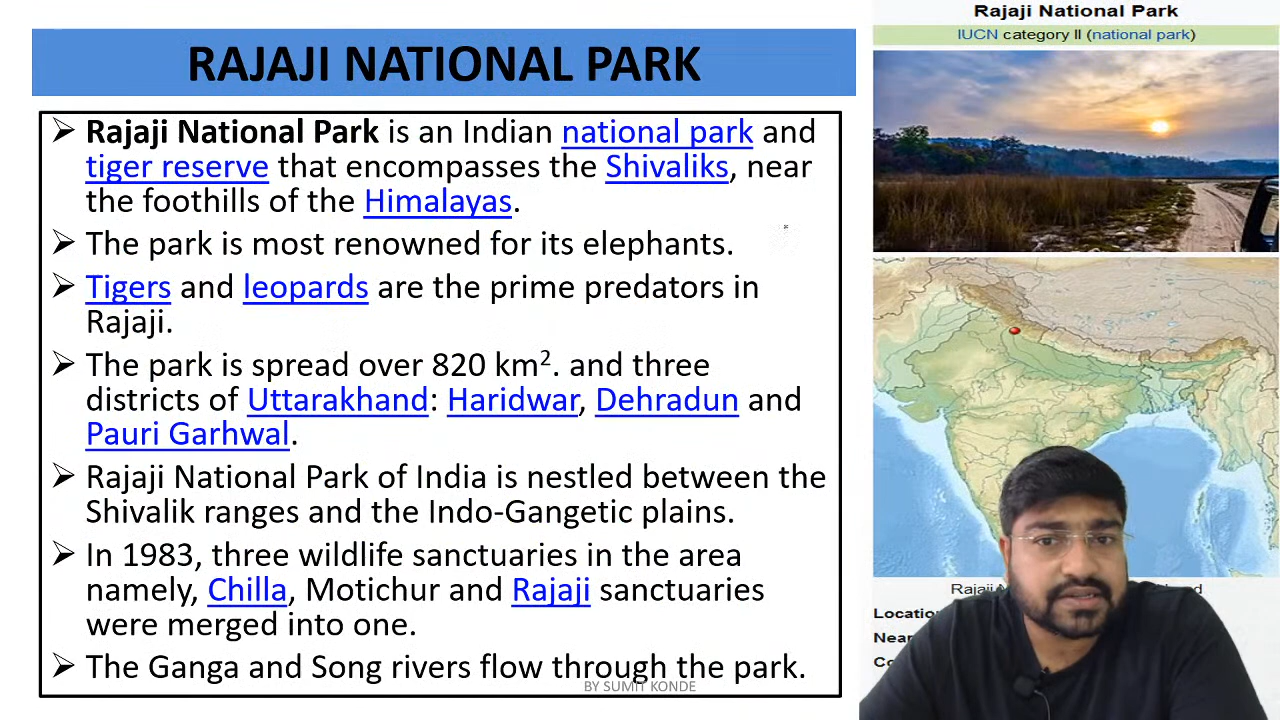 RAJAJI NATIONAL PARK
➢ Rajaji National Park is an Indian national park and
tiger reserve that encompasses the Shivaliks, near
the foothills of the Himalayas.
➢ The park is most renowned for its elephants.
➢ Tigers and leopards are the prime predators in
Rajaji.
➢ The park is spread over 820 km². and three
districts of Uttarakhand: Haridwar, Dehradun and
Pauri Garhwal.
➢ Rajaji National Park of India is nestled between the
Shivalik ranges and the Indo-Gangetic plains.
➢ In 1983, three wildlife sanctuaries in the area
namely, Chilla, Motichur and Rajaji sanctuaries
were merged into one.
➢ The Ganga and Song rivers flow through the park.
BY SUMIT KONDE
Rajaji National Park
IUCN category II (national park)